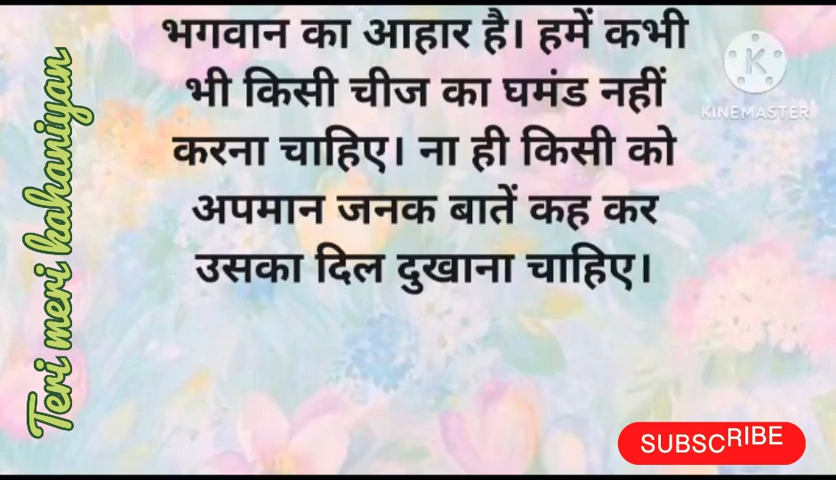 भगवान का आहार है। हमें कभी
भी किसी चीज का घमंड नहीं
करना चाहिए। ना ही किसी को
अपमान जनक बातें कह कर
उसका दिल दुखाना चाहिए।
Teri meri kahaniyan
K
KINEMASTER
SUBSCRIBE